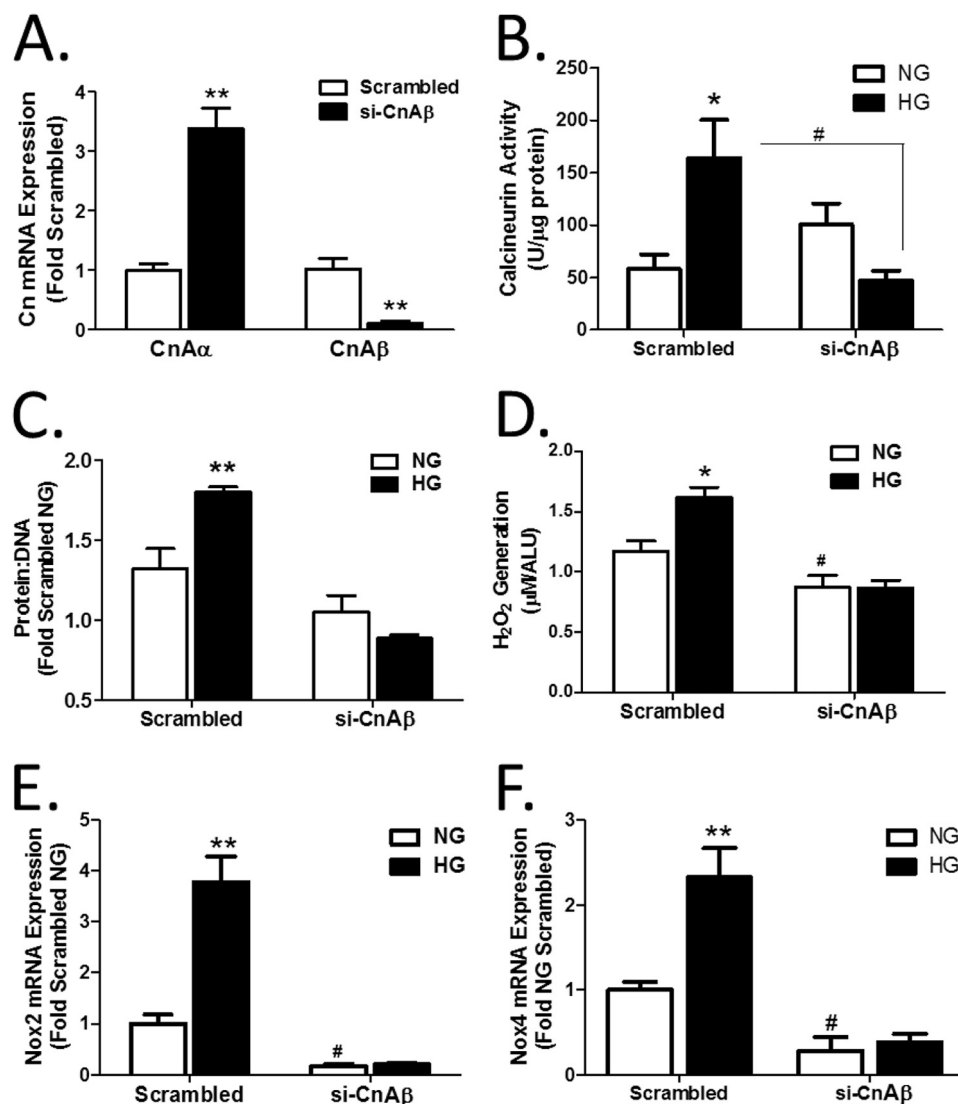 A.
Cn mRNA Expression
(Fold Scrambled)
4
3
2
1
0
**
**
Scrambled
si-CnAβ
CnAα
CnAβ
B.
Calcineurin Activity
(U/μg protein)
250
200
150
100
50
0
*
#
NG
HG
Scrambled
si-CnAβ
C.
Protein:DNA
(Fold Scrambled NG)
2.0
1.5
1.0
0.5
**
NG
HG
Scrambled
si-CnAβ
D.
H₂O₂ Generation
(μM/ALU)
2.0
1.5
1.0
0.5
0.0
*
#
NG
HG
Scrambled
si-CnAβ
E.
Nox2 mRNA Expression
(Fold Scrambled NG)
5
4
3
2
1
0
**
#
NG
HG
Scrambled
si-CnAβ
F.
Nox4 mRNA Expression
(Fold NG Scrambled)
3
2
1
0
**
#
NG
HG
Scrambled
si-CnAβ